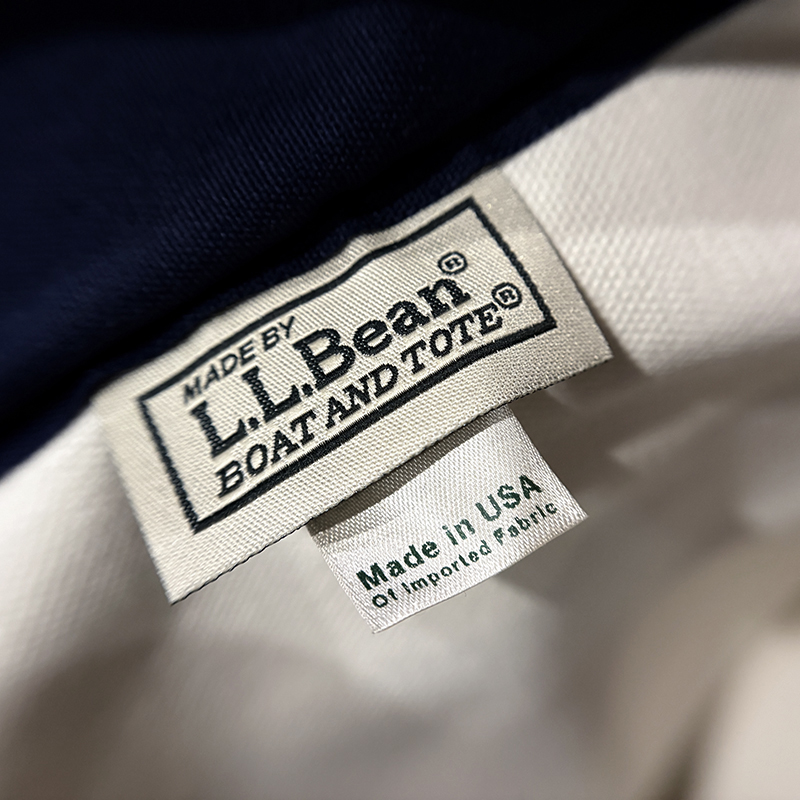 MADE BY
L.L.Bean®
BOAT AND TOTE®
Made in USA
Of Imported Fabric